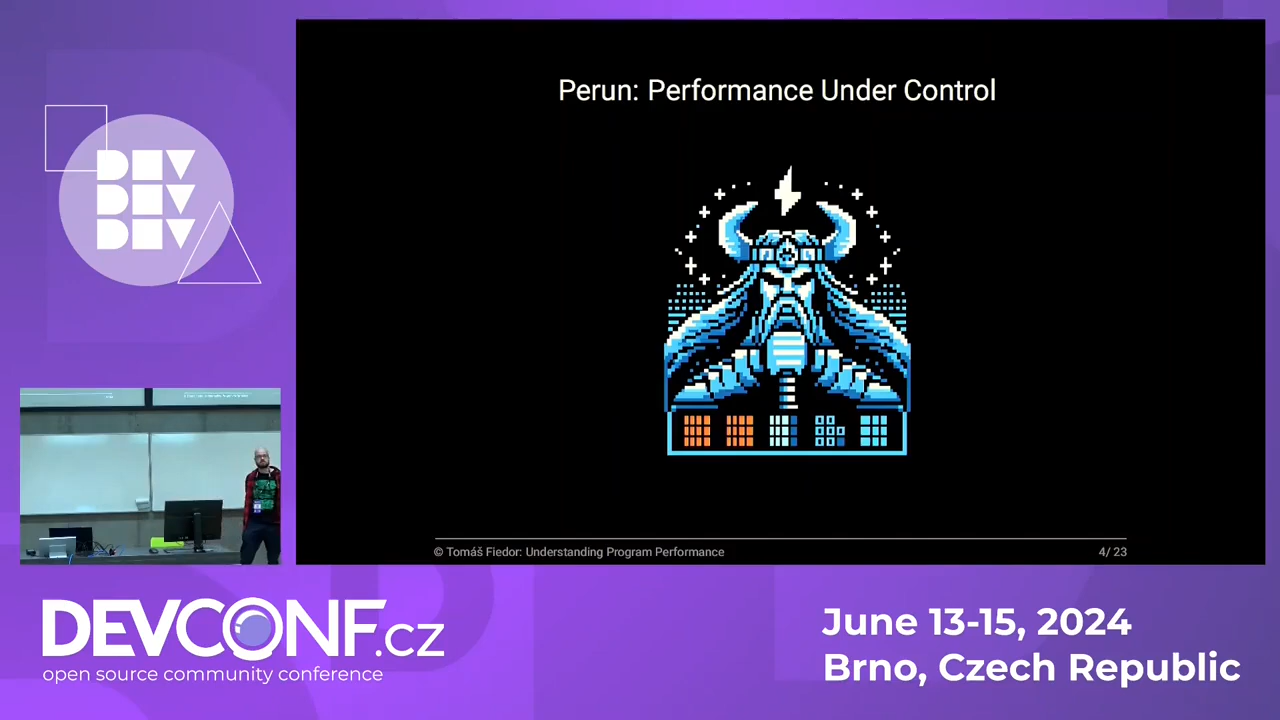 DEV
DEV
DEV
Perun: Performance Under Control
© Tomáš Fiedor: Understanding Program Performance
4/ 23
DEVCONF.cz
open source community conference
June 13-15, 2024
Brno, Czech Republic